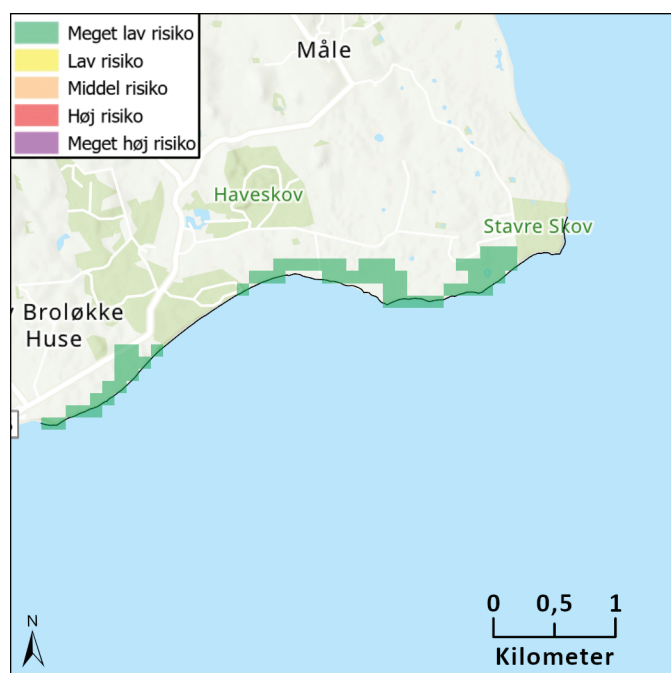 Meget lav risiko
Lav risiko
Middel risiko
Høj risiko
Meget høj risiko
Måle
Haveskov
Stavre Skov
Broløkke
Huse
0 0,5 1
Kilometer
N